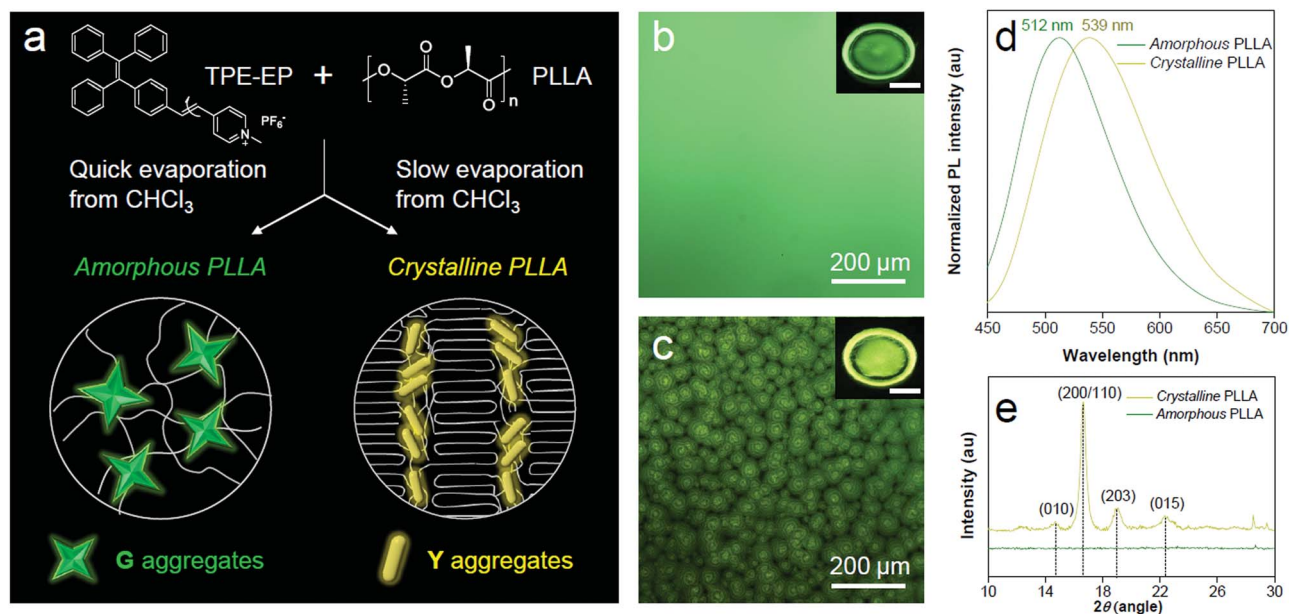 a
TPE-EP + PLLA
O
O
O
O
n
PF₆⁻
N
+
Quick evaporation
from CHCl₃
Slow evaporation
from CHCl₃
Amorphous PLLA
Crystalline PLLA
G aggregates
Y aggregates
b
200 µm
c
200 µm
d
512 nm
539 nm
Amorphous PLLA
Crystalline PLLA
Normalized PL intensity (au)
450 500 550 600 650 700
Wavelength (nm)
e
(200/110)
Crystalline PLLA
Amorphous PLLA
(010)
(203)
(015)
Intensity (au)
10 14 18 22 26 30
2θ (angle)